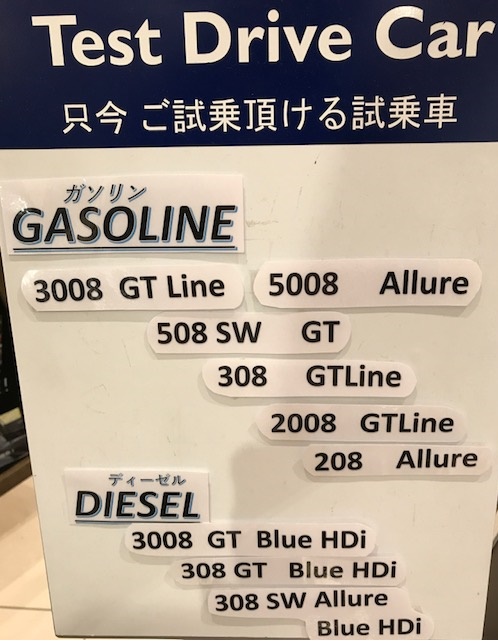 Test Drive Car
只今 ご試乗頂ける試乗車
ガソリン
GASOLINE
3008 GT Line
5008 Allure
508 SW GT
308 GTLine
2008 GTLine
208 Allure
ディーゼル
DIESEL
3008 GT Blue HDi
308 GT Blue HDi
308 SW Allure
Blue HDi